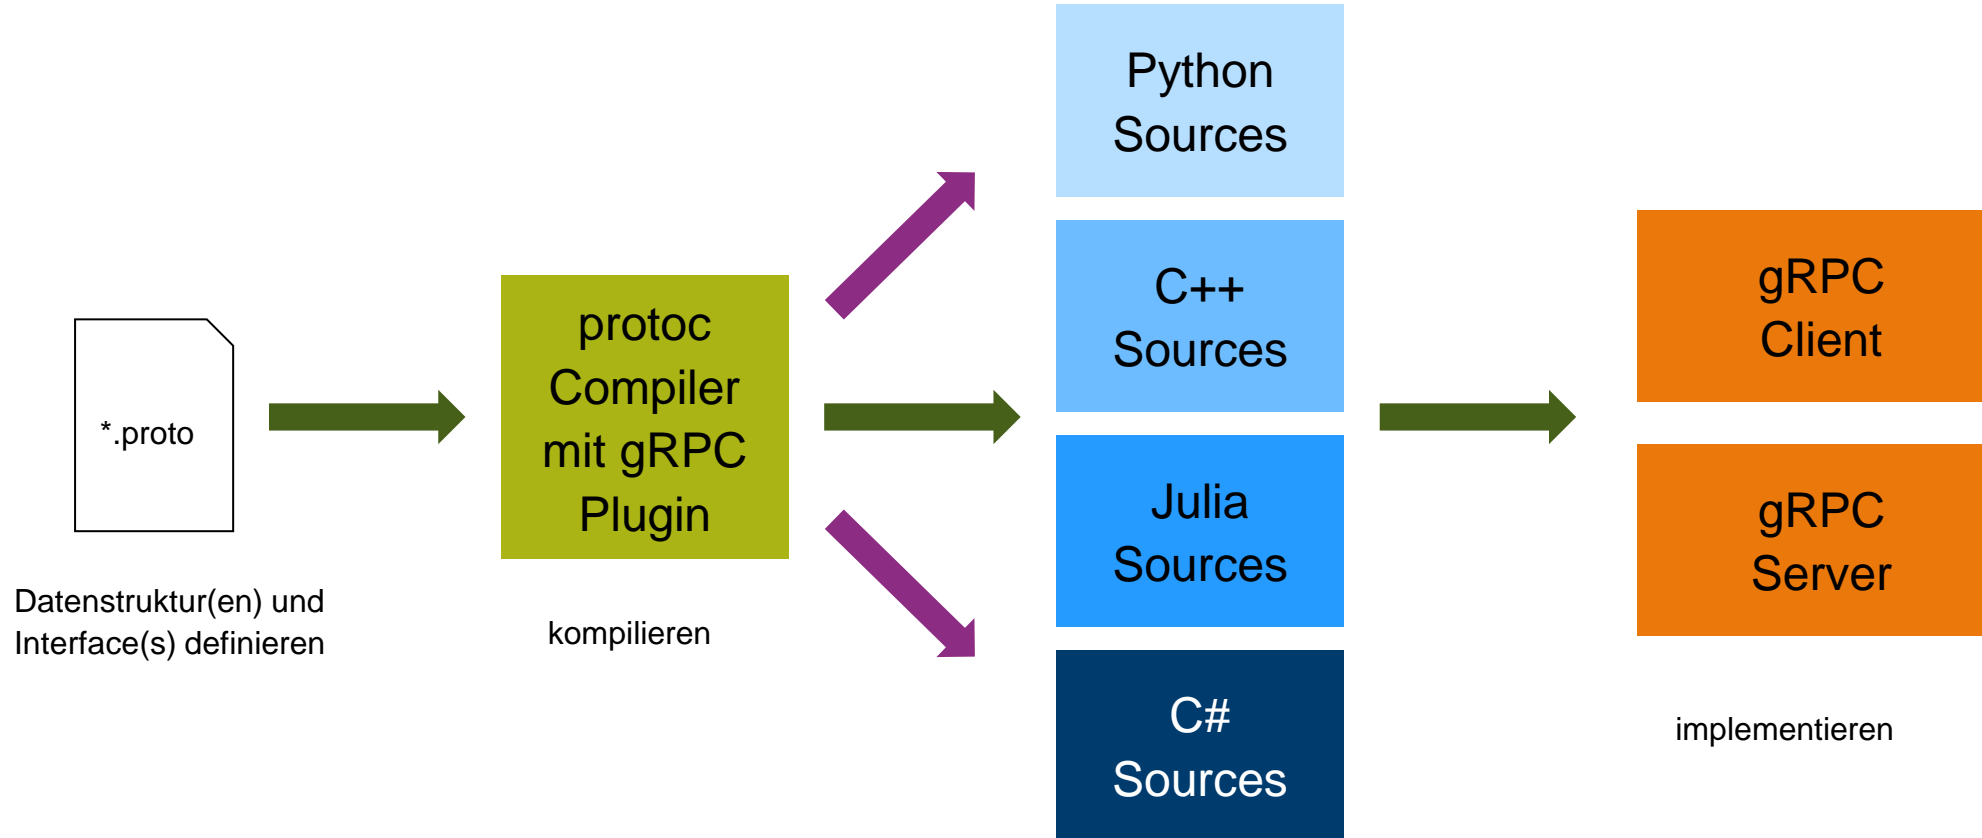 *.proto
Datenstruktur(en) und
Interface(s) definieren
protoc
Compiler
mit gRPC
Plugin
kompilieren
Python
Sources
C++
Sources
Julia
Sources
C#
Sources
gRPC
Client
gRPC
Server
implementieren